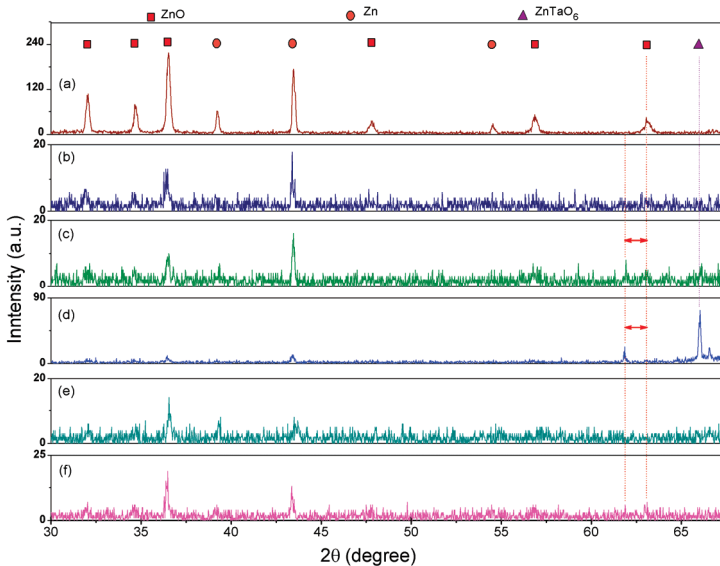 ZnO Zn ZnTaO6
240
120
0
(a)
20
0
(b)
20
0
(c)
90
0
(d)
20
0
(e)
25
0
(f)
Inntensity (a.u.)
30 35 40 45 50 55 60 65
2θ (degree)